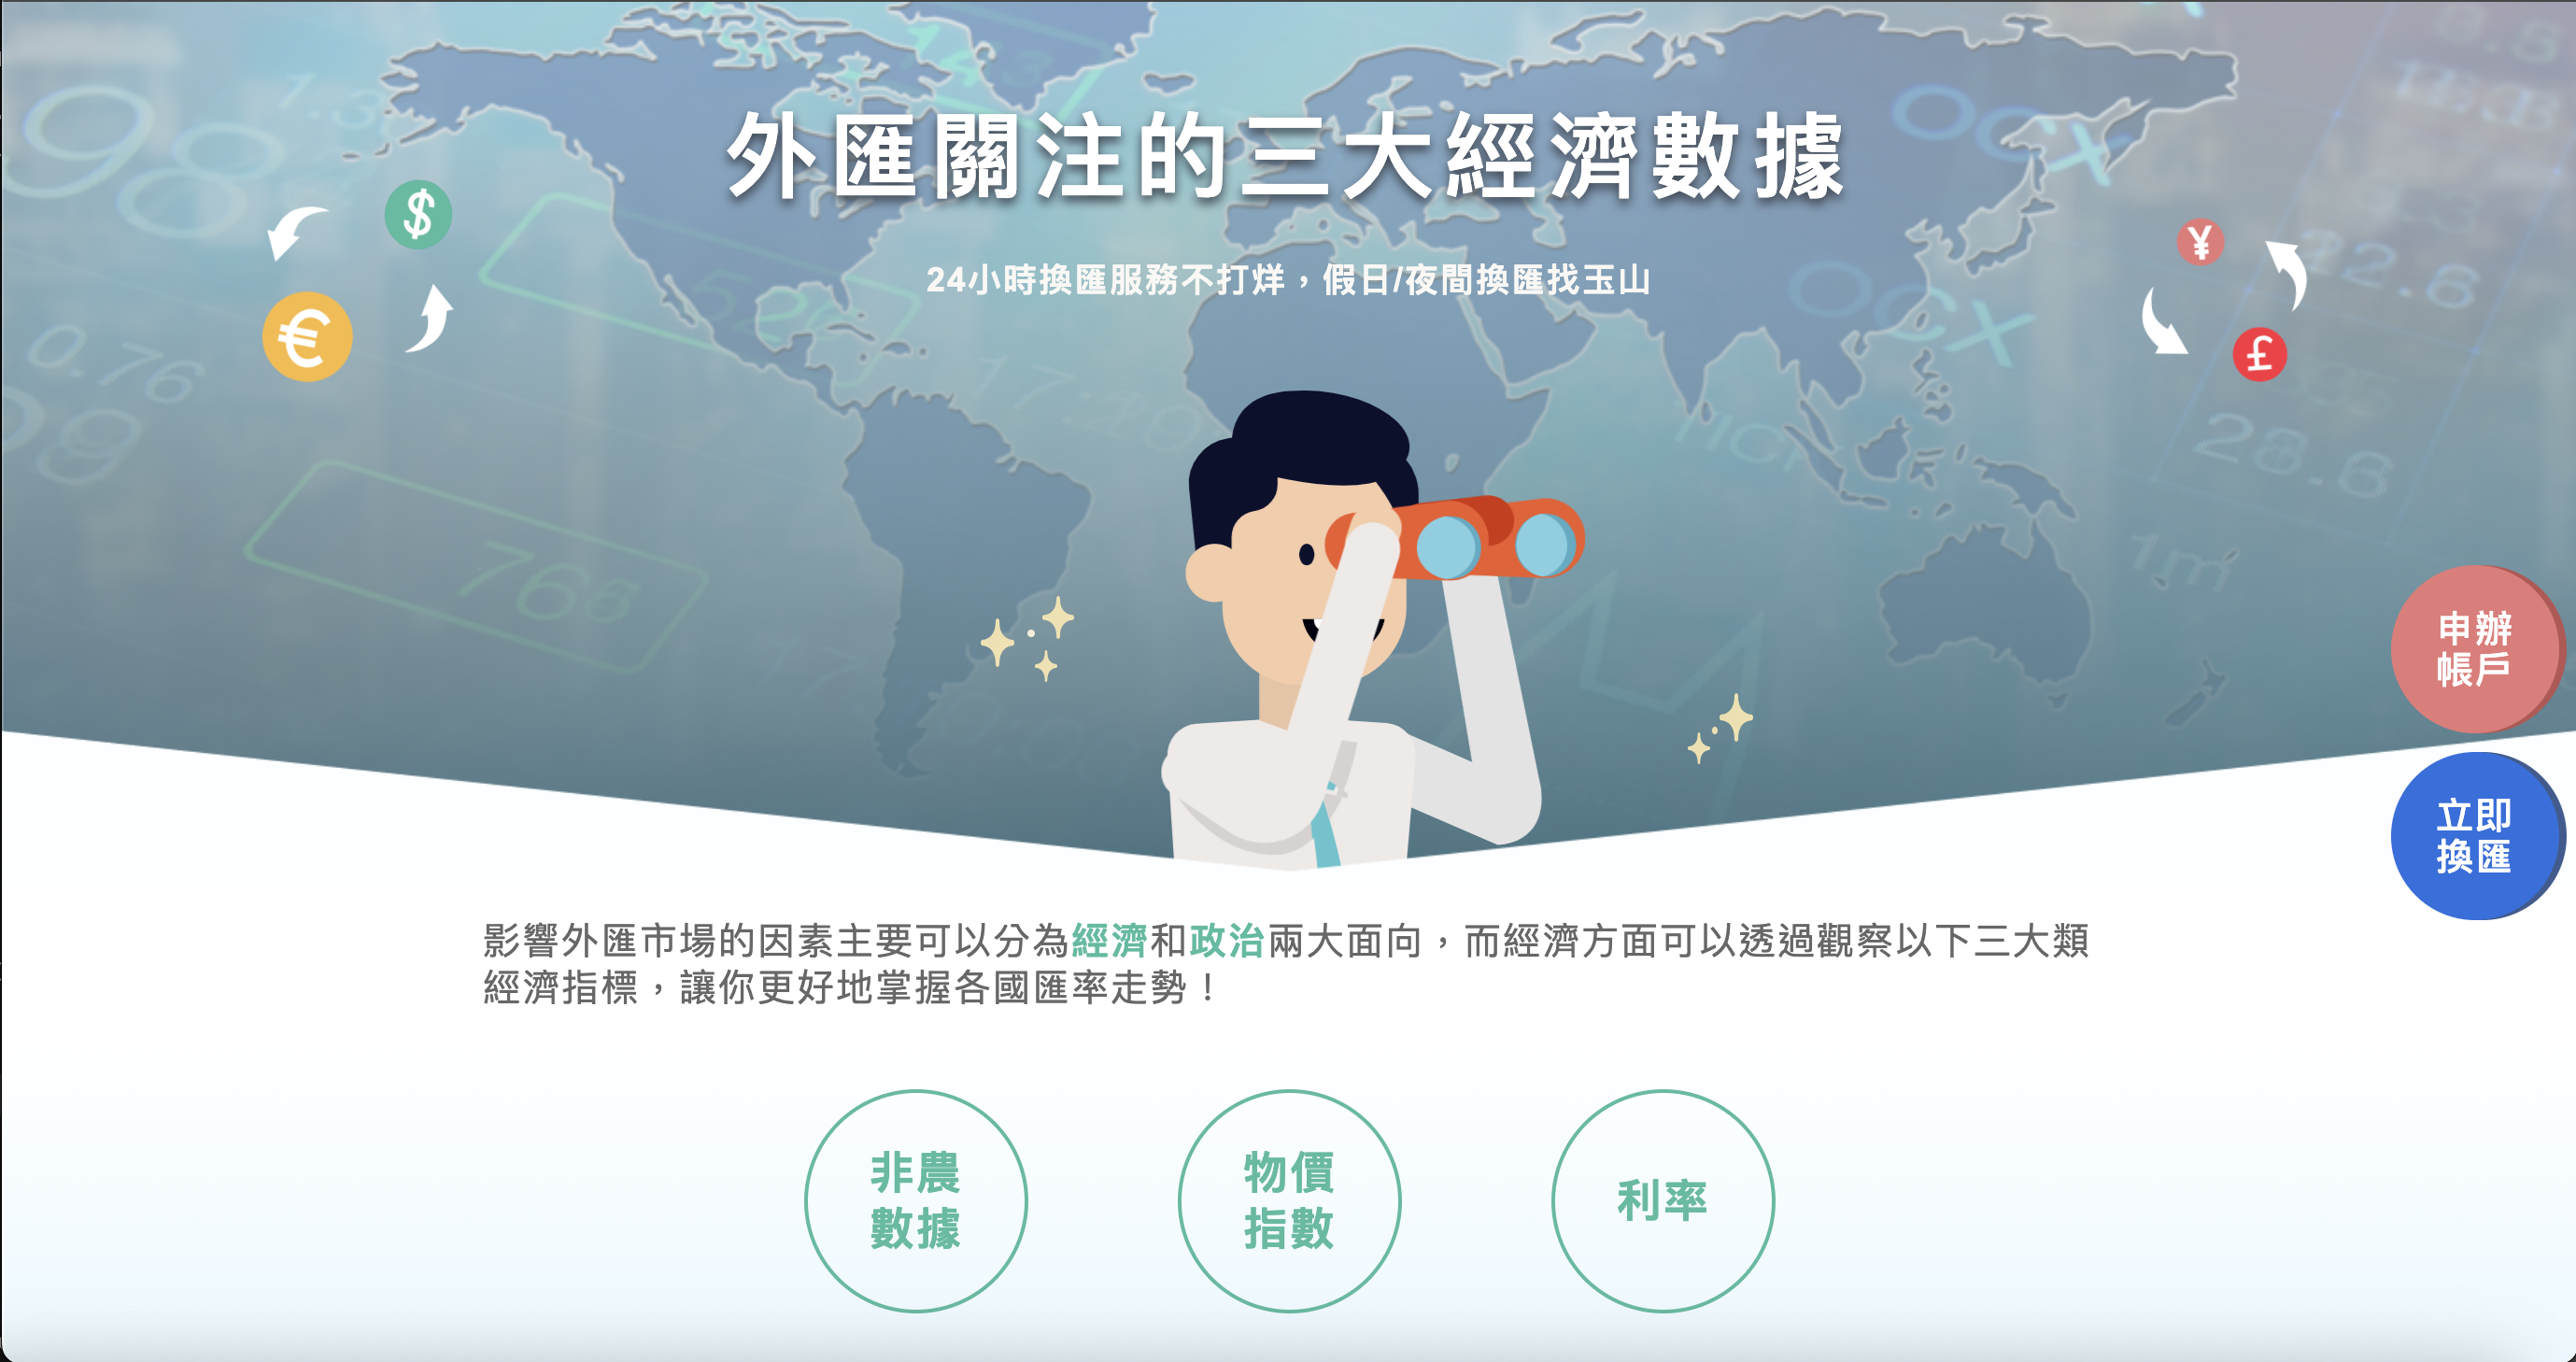 外匯關注的三大經濟數據
24小時換匯服務不打烊，假日/夜間換匯找玉山
$
€
¥
£
申辦
帳戶
立即
換匯
影響外匯市場的因素主要可以分為經濟和政治兩大面向，而經濟方面可以透過觀察以下三大類
經濟指標，讓你更好地掌握各國匯率走勢！
非農
數據
物價
指數
利率